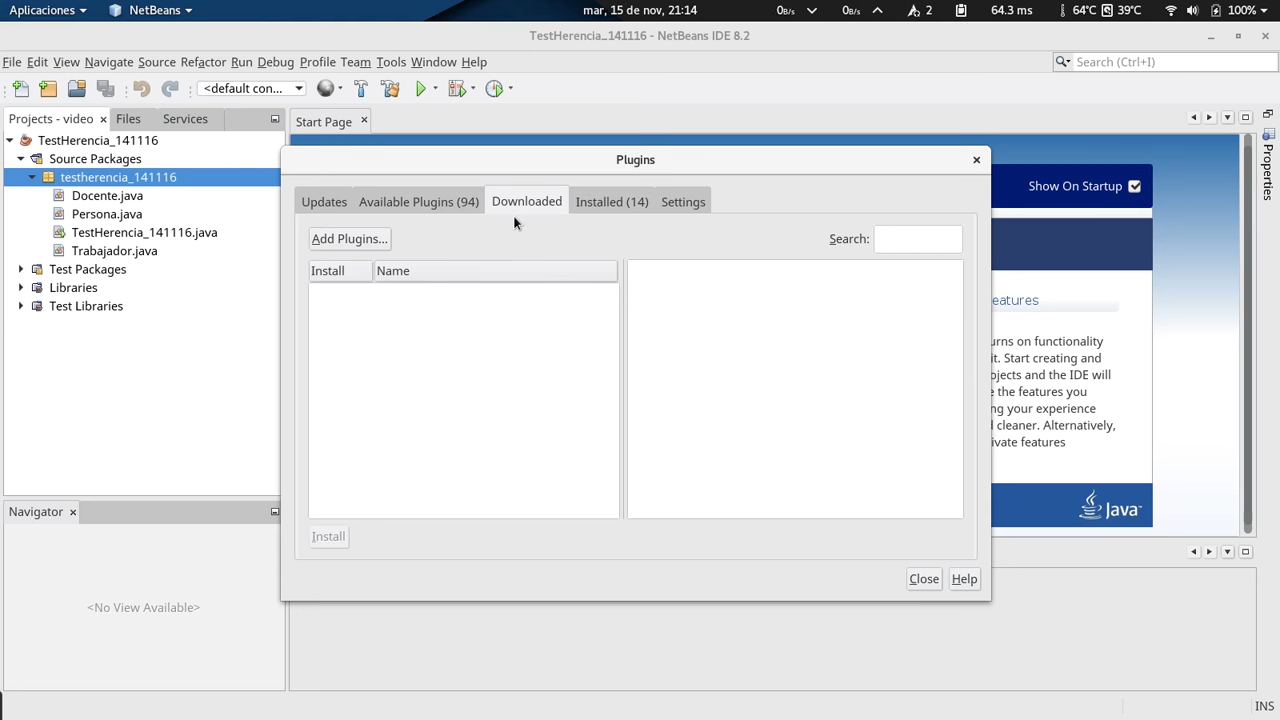 Aplicaciones NetBeans mar, 15 de nov, 21:14 0B/s 0B/s 2 64.3 ms 64°C 39°C 100%
TestHerencia_141116 - NetBeans IDE 8.2
File Edit View Navigate Source Refactor Run Debug Profile Team Tools Window Help Search (Ctrl+I)
<default con...
Projects - video Files Services Start Page
TestHerencia_141116
Source Packages
testherencia_141116
Docente.java
Persona.java
TestHerencia_141116.java
Trabajador.java
Test Packages
Libraries
Test Libraries
Properties
Plugins
Updates Available Plugins (94) Downloaded Installed (14) Settings
Add Plugins... Search:
Install Name
Install
Close Help
Show On Startup
eatures
urns on functionality
it. Start creating and
ojects and the IDE will
e the features you
ng your experience
d cleaner. Alternatively,
ivate features
Java
Navigator
<No View Available>
INS